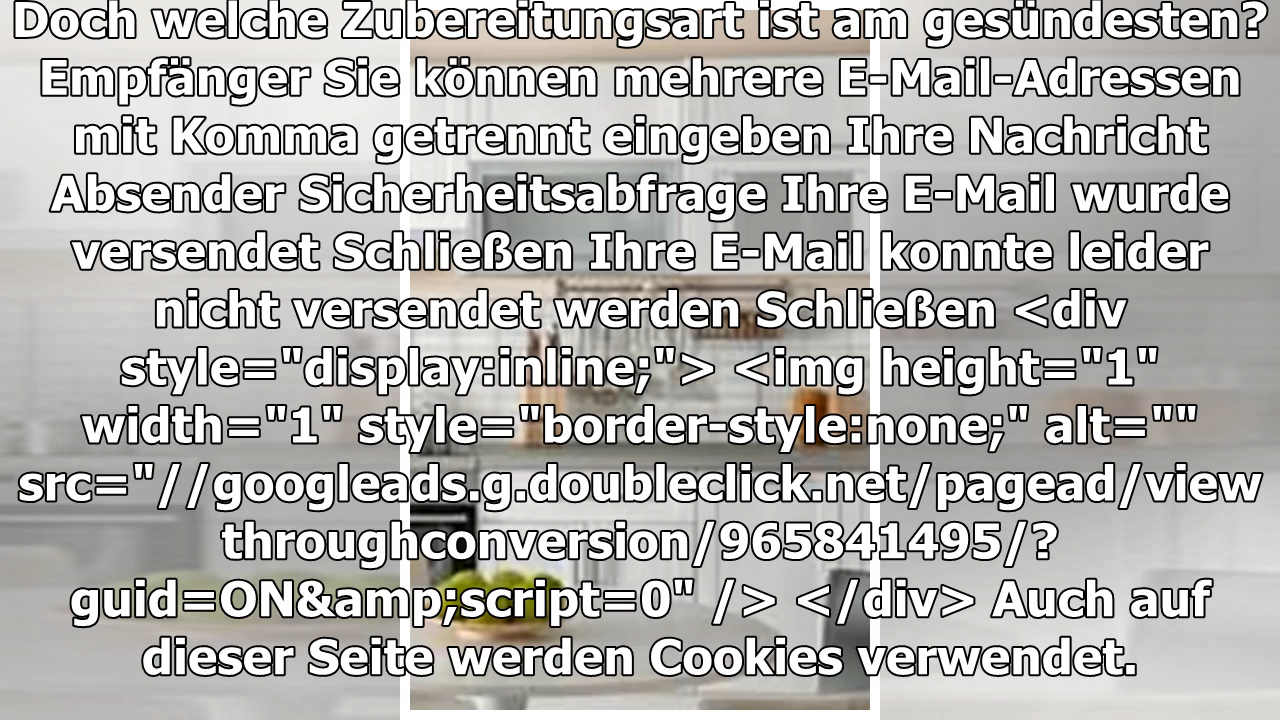 Doch welche Zubereitungsart ist am gesündesten?
Empfänger Sie können mehrere E-Mail-Adressen
mit Komma getrennt eingeben Ihre Nachricht
Absender Sicherheitsabfrage Ihre E-Mail wurde
versendet Schließen Ihre E-Mail konnte leider
nicht versendet werden Schließen <div
style="display:inline;"> <img height="1"
width="1" style="border-style:none;" alt=""
src="//googleads.g.doubleclick.net/pagead/view
throughconversion/965841495/?
guid=ON&amp;script=0" /> </div> Auch auf
dieser Seite werden Cookies verwendet.